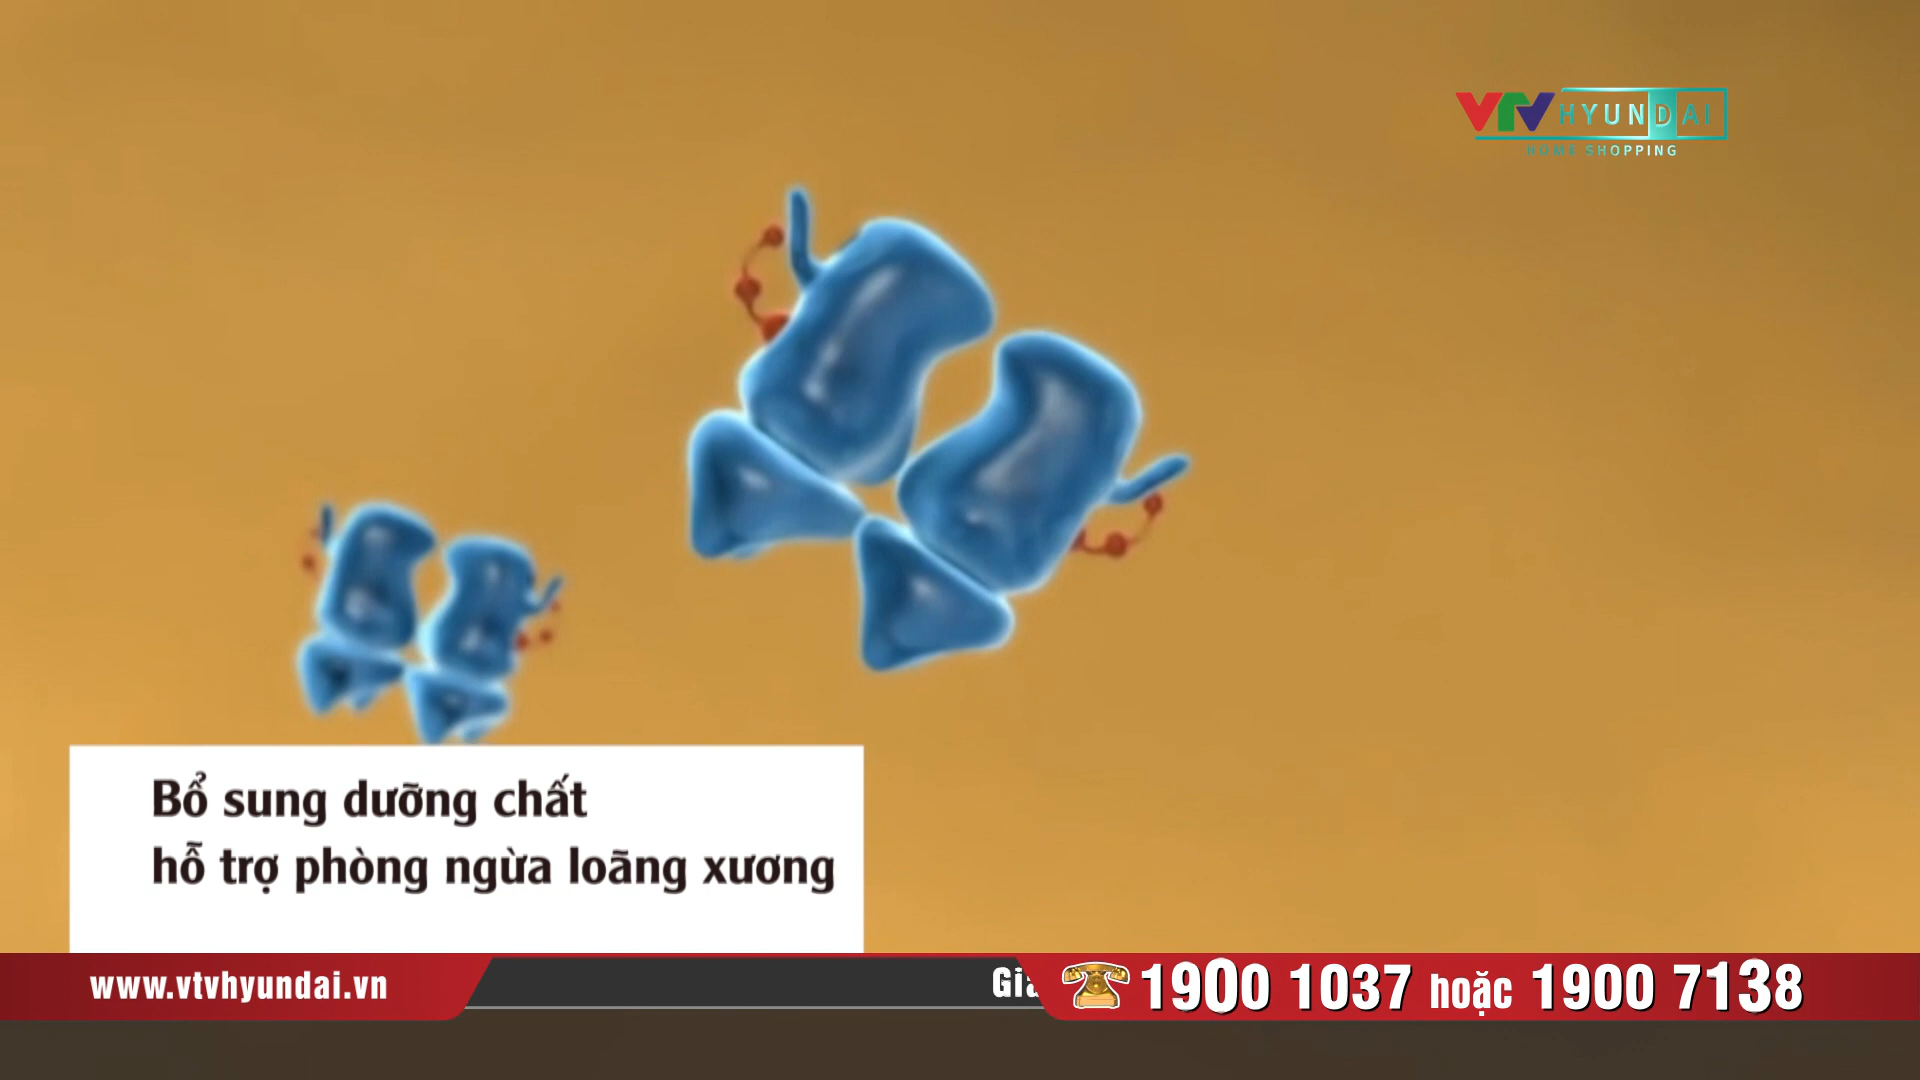 VTV HYUNDAI
HOME SHOPPING
Bổ sung dưỡng chất
hỗ trợ phòng ngừa loãng xương
www.vtvhyundai.vn
1900 1037 hoặc 1900 7138